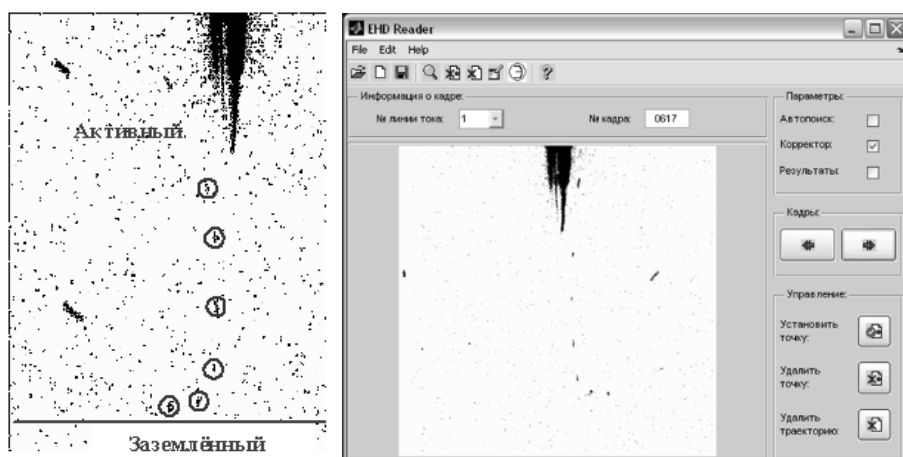 Активный
Заземлённый
EHD Reader
File Edit Help
Информация о кадре:
№ линии тока: 1
№ кадра: 0617
Параметры:
Автопоиск:
Корректор:
Результаты:
Кадры:
Управление:
Установить
точку:
Удалить
точку:
Удалить
траекторию: